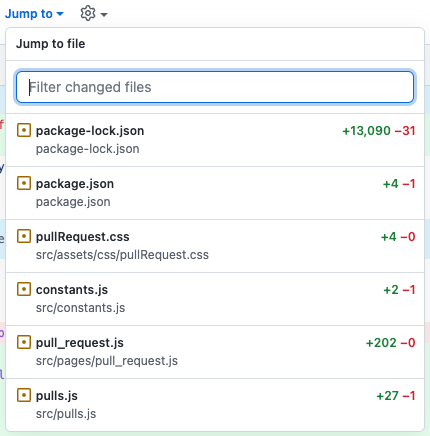 Jump to
Jump to file
Filter changed files
package-lock.json +13,090 −31
package-lock.json
package.json +4 −1
package.json
pullRequest.css +4 −0
src/assets/css/pullRequest.css
constants.js +2 −1
src/constants.js
pull_request.js +202 −0
src/pages/pull_request.js
pulls.js +27 −1
src/pulls.js